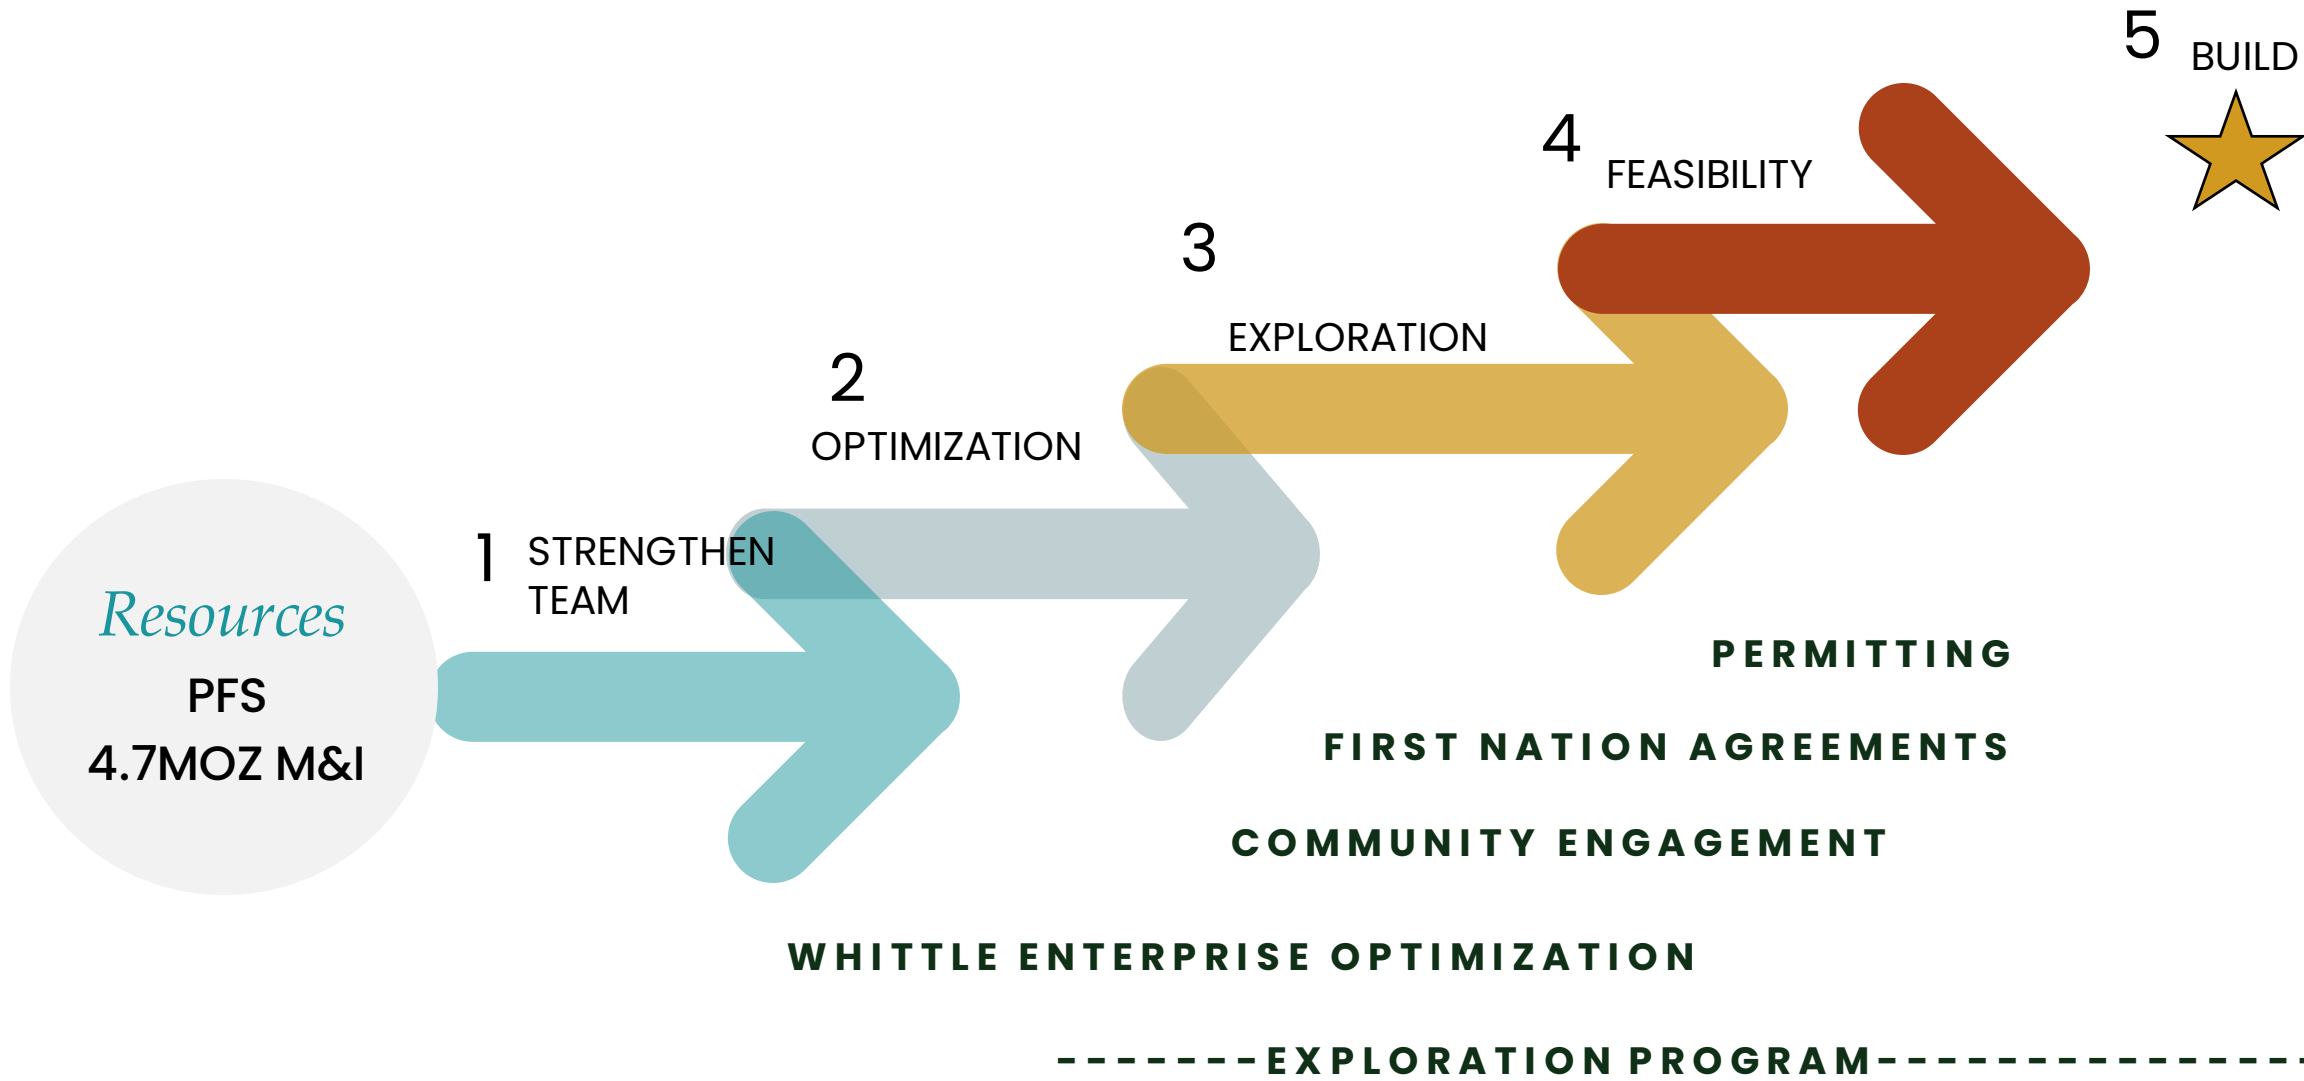 5 BUILD
4 FEASIBILITY
3
EXPLORATION
2
OPTIMIZATION
1 STRENGTHEN
TEAM
Resources
PFS
4.7MOZ M&I
PERMITTING
FIRST NATION AGREEMENTS
COMMUNITY ENGAGEMENT
WHITTLE ENTERPRISE OPTIMIZATION
-------EXPLORATION PROGRAM---------------